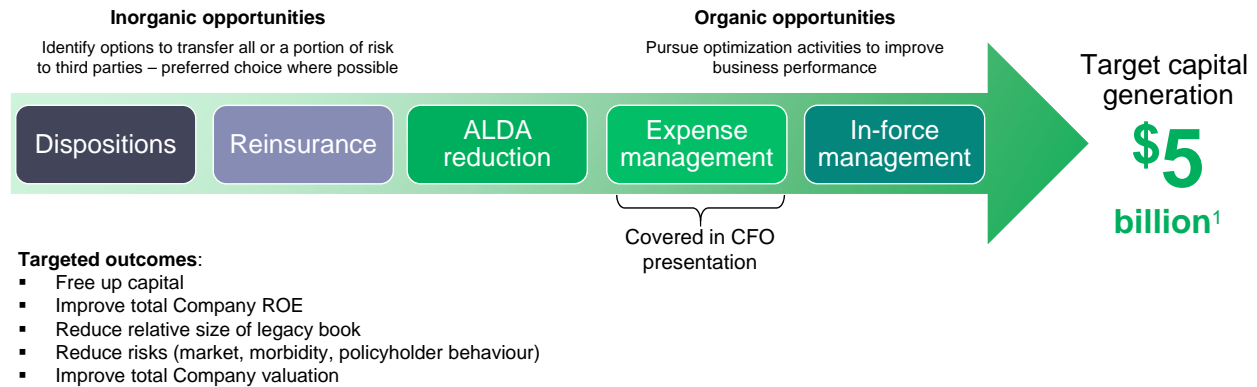 Inorganic opportunities
Identify options to transfer all or a portion of risk
to third parties – preferred choice where possible
Organic opportunities
Pursue optimization activities to improve
business performance
Dispositions
Reinsurance
ALDA
reduction
Expense
management
In-force
management
Target capital
generation
$5
billion1
Covered in CFO
presentation
Targeted outcomes:
▪ Free up capital
▪ Improve total Company ROE
▪ Reduce relative size of legacy book
▪ Reduce risks (market, morbidity, policyholder behaviour)
▪ Improve total Company valuation